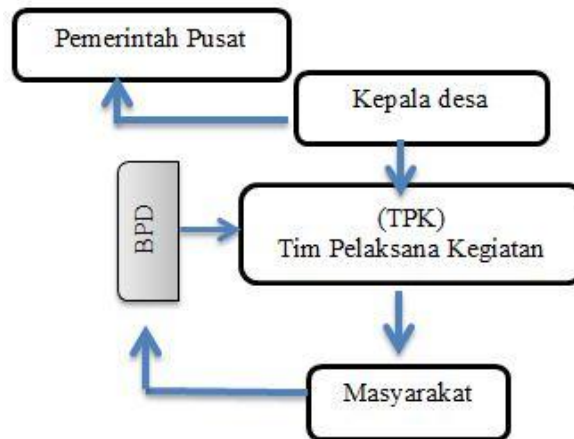 Pemerintah Pusat
Kepala desa
BPD
(TPK)
Tim Pelaksana Kegiatan
Masyarakat